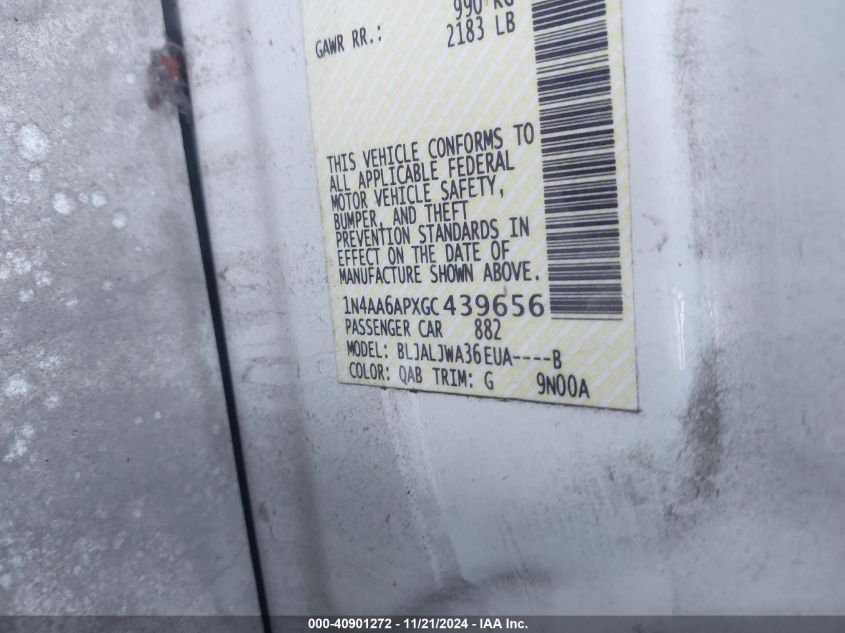 990 KG
GAWR RR.: 2183 LB
THIS VEHICLE CONFORMS TO
ALL APPLICABLE FEDERAL
MOTOR VEHICLE SAFETY,
BUMPER, AND THEFT
PREVENTION STANDARDS IN
EFFECT ON THE DATE OF
MANUFACTURE SHOWN ABOVE.
1N4AA6APXGC439656
PASSENGER CAR 882
MODEL: BLJALJWA36EUA----B
COLOR: QAB TRIM: G 9N00A
000-40901272 - 11/21/2024 - IAA Inc.